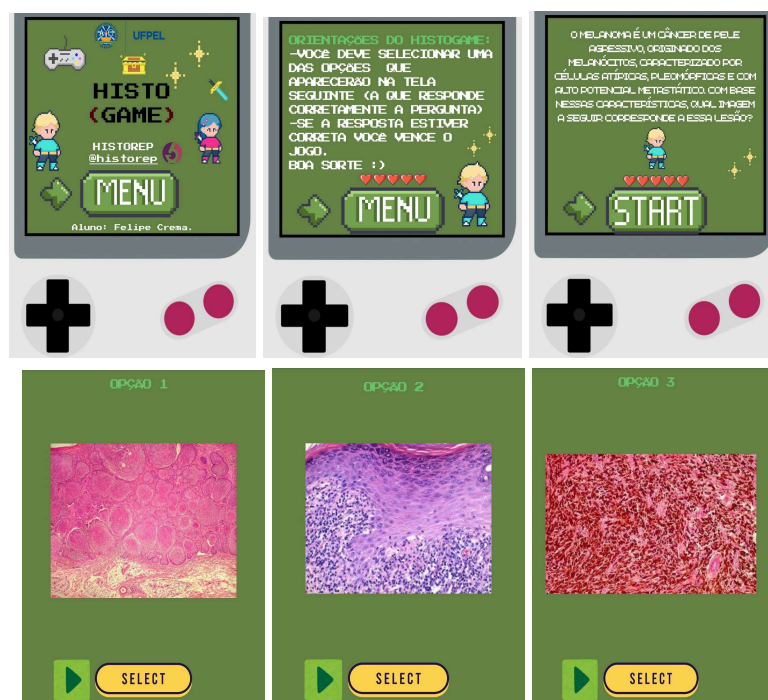 UFPEL
HISTO
(GAME)
HISTOREP
@historep
MENU
Aluno: Felipe Crema.
ORIENTAÇÕES DO HISTOGAME:
-VOCÊ DEVE SELECIONAR UMA
DAS OPÇÕES QUE
APARECERÃO NA TELA
SEGUINTE (A QUE RESPONDE
CORRETAMENTE A PERGUNTA)
-SE A RESPOSTA ESTIVER
CORRETA VOCÊ VENCE O
JOGO.
BOA SORTE :)
MENU
O MELANOMA É UM CÂNCER DE PELE
AGRESSIVO, ORIGINADO DOS
MELANÓCITOS, CARACTERIZADO POR
CÉLULAS ATÍPICAS, PLEOMÓRFICAS E COM
ALTO POTENCIAL METASTÁTICO. COM BASE
NESSAS CARACTERÍSTICAS, QUAL IMAGEM
A SEGUIR CORRESPONDE A ESSA LESÃO?
START
OPÇÃO 1
SELECT
OPÇÃO 2
SELECT
OPÇÃO 3
SELECT